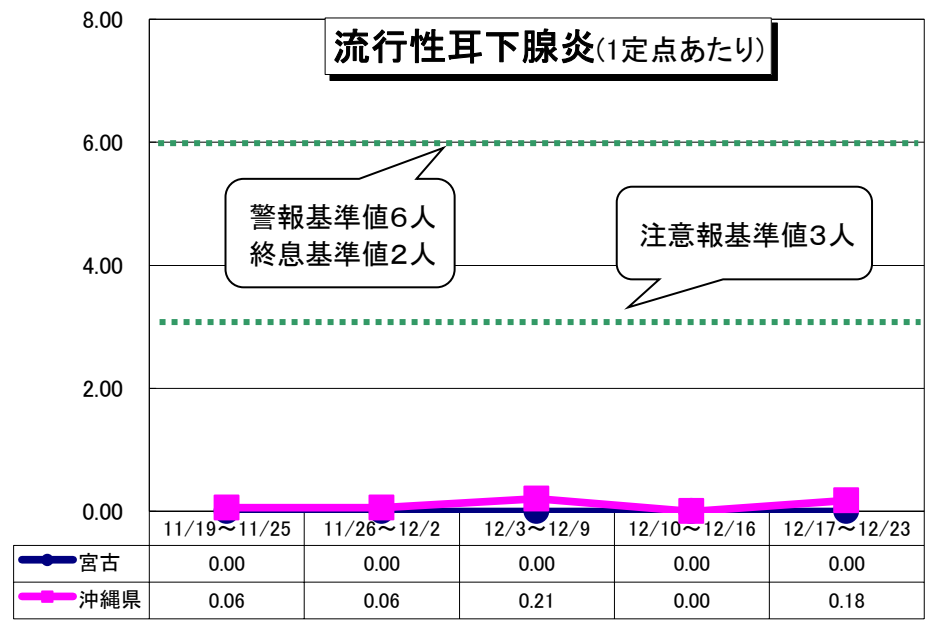 流行性耳下腺炎(1定点あたり)
8.00
6.00
警報基準値6人
終息基準値2人
注意報基準値3人
4.00
2.00
0.00
11/19～11/25 11/26～12/2 12/3～12/9 12/10～12/16 12/17～12/23
宮古 0.00 0.00 0.00 0.00 0.00
沖縄県 0.06 0.06 0.21 0.00 0.18